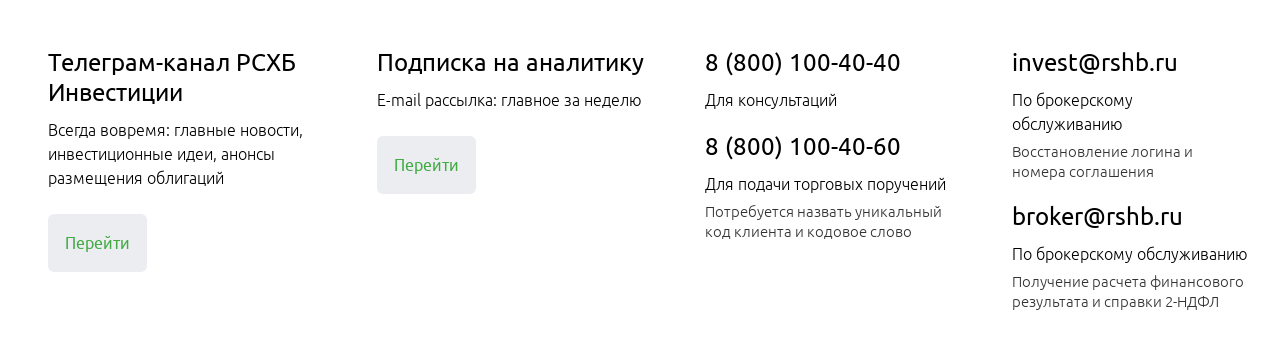 Телеграм-канал РСХБ
Инвестиции
Всегда вовремя: главные новости,
инвестиционные идеи, анонсы
размещения облигаций
Перейти
Подписка на аналитику
E-mail рассылка: главное за неделю
Перейти
8 (800) 100-40-40
Для консультаций
8 (800) 100-40-60
Для подачи торговых поручений
Потребуется назвать уникальный
код клиента и кодовое слово
invest@rshb.ru
По брокерскому
обслуживанию
Восстановление логина и
номера соглашения
broker@rshb.ru
По брокерскому обслуживанию
Получение расчета финансового
результата и справки 2-НДФЛ